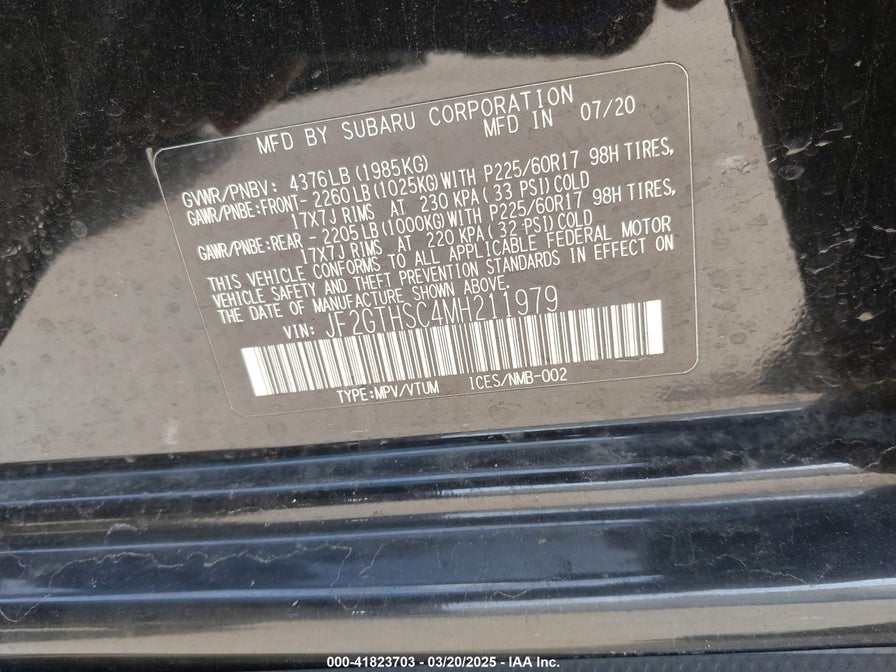 MFD BY SUBARU CORPORATION
MFD IN 07/20
GVWR/PNBV: 4376LB(1985KG)
GAWR/PNBE:FRONT- 2260LB(1025KG)WITH P225/60R17 98H TIRES,
17X7J RIMS AT 230 KPA(33 PSI)COLD
GAWR/PNBE:REAR - 2205LB(1000KG)WITH P225/60R17 98H TIRES,
17X7J RIMS AT 220 KPA(32 PSI)COLD
THIS VEHICLE CONFORMS TO ALL APPLICABLE FEDERAL MOTOR
VEHICLE SAFETY AND THEFT PREVENTION STANDARDS IN EFFECT ON
THE DATE OF MANUFACTURE SHOWN ABOVE.
VIN: JF2GTHSC4MH211979
TYPE:MPV/VTUM ICES/NMB-002
000-41823703 - 03/20/2025 - IAA Inc.